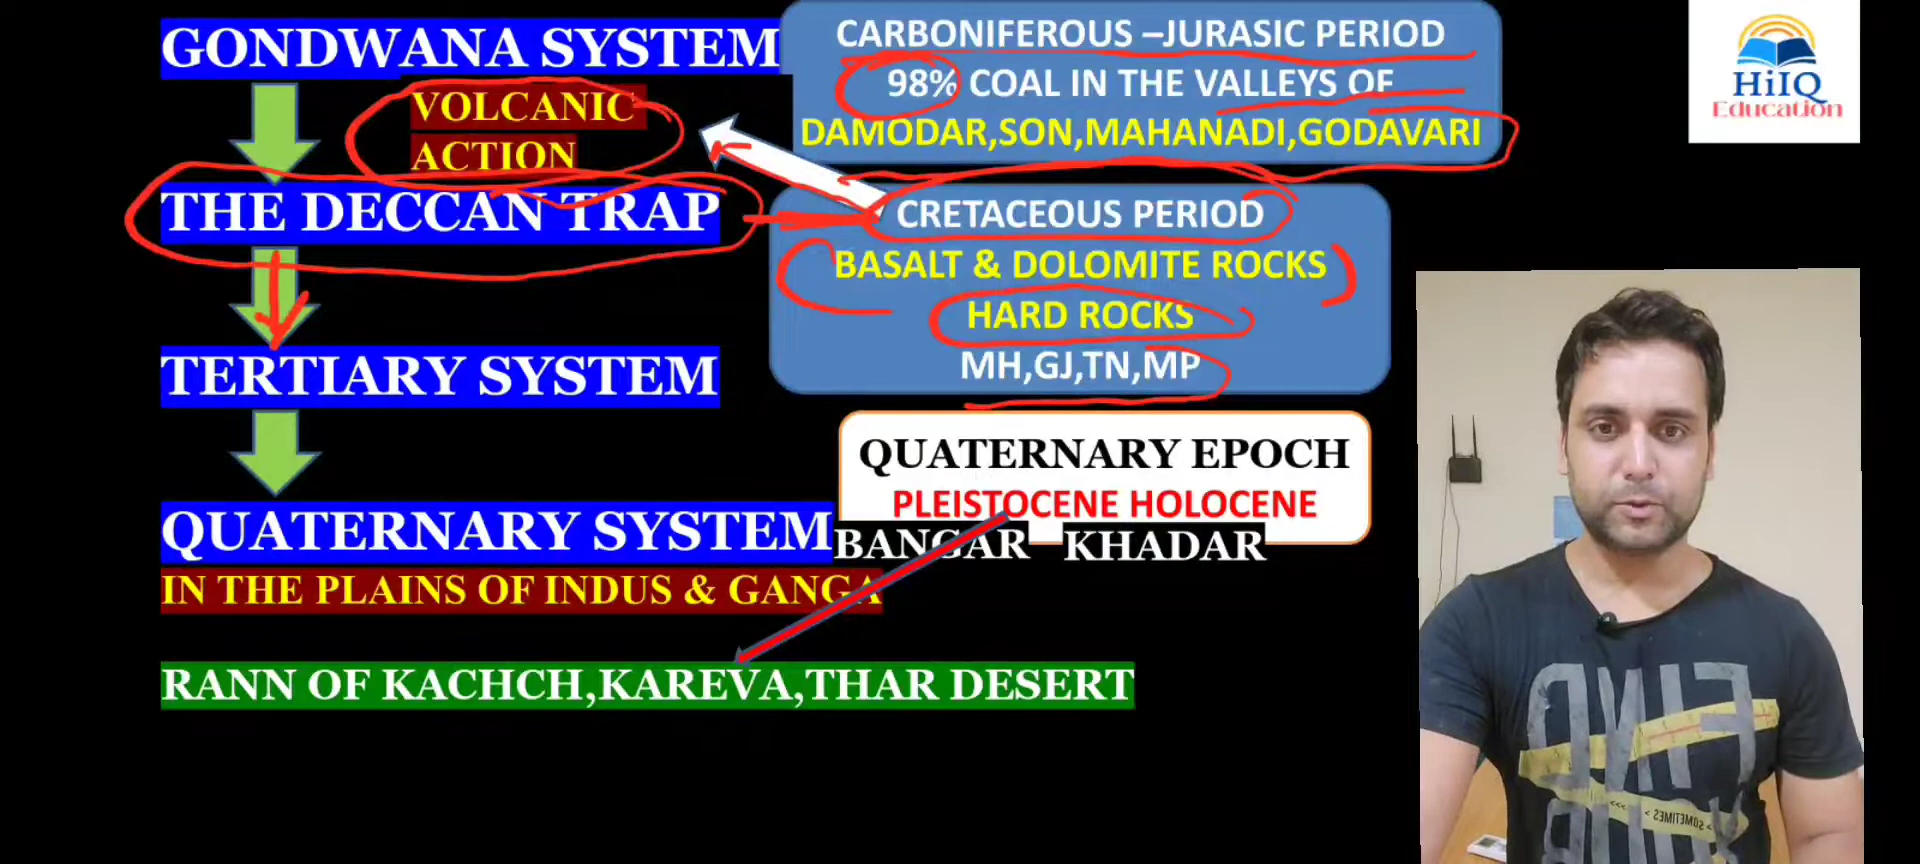 GONDWANA SYSTEM
CARBONIFEROUS –JURASIC PERIOD
98% COAL IN THE VALLEYS OF
DAMODAR,SON,MAHANADI,GODAVARI
HiIQ
Education
VOLCANIC
ACTION
THE DECCAN TRAP
CRETACEOUS PERIOD
BASALT & DOLOMITE ROCKS
HARD ROCKS
MH,GJ,TN,MP
TERTIARY SYSTEM
QUATERNARY EPOCH
PLEISTOCENE HOLOCENE
QUATERNARY SYSTEM
BANGAR KHADAR
IN THE PLAINS OF INDUS & GANGA
RANN OF KACHCH,KAREVA,THAR DESERT
FIND
SOMETIMES